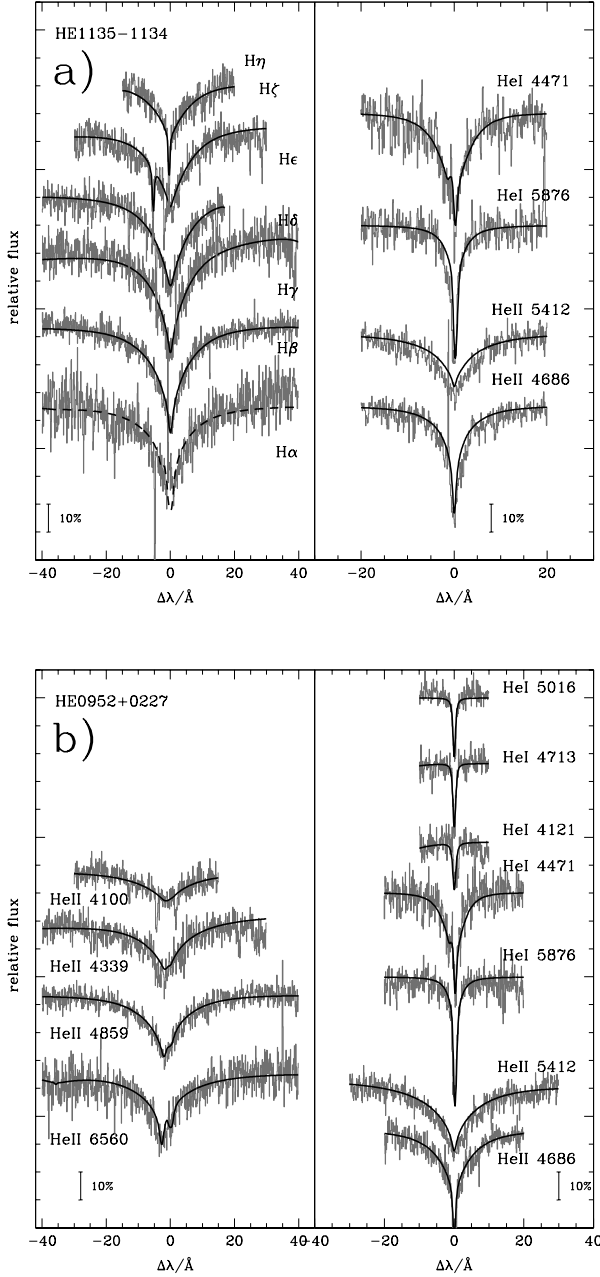 HE1135−1134
a)
Hη
Hζ
Hϵ
Hδ
Hγ
Hβ
Hα
HeI 4471
HeI 5876
HeII 5412
HeII 4686
relative flux
10%
10%
−40 −20 0 20 40
−20 0 20
Δλ/Å
Δλ/Å
HE0952+0227
b)
HeII 4100
HeII 4339
HeII 4859
HeII 6560
HeI 5016
HeI 4713
HeI 4121
HeI 4471
HeI 5876
HeII 5412
HeII 4686
relative flux
10%
10%
−40 −20 0 20 40
−40 −20 0 20 40
Δλ/Å
Δλ/Å